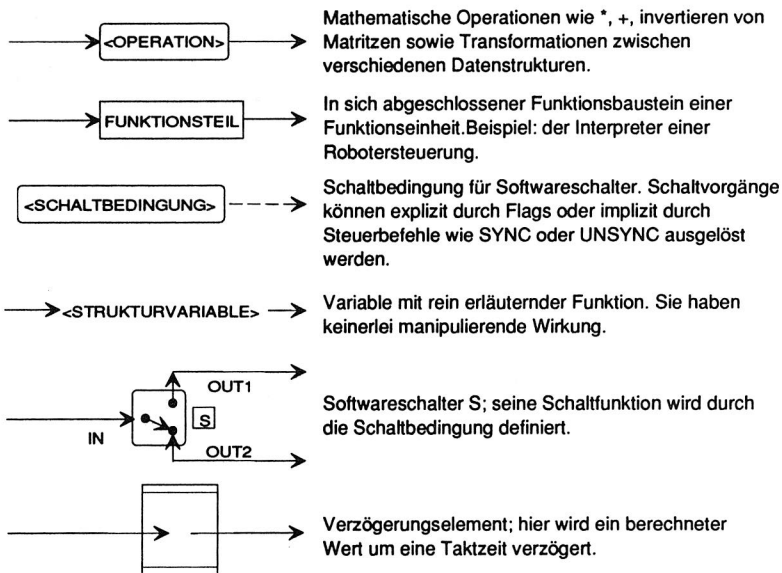 <OPERATION>
Mathematische Operationen wie *, +, invertieren von
Matritzen sowie Transformationen zwischen
verschiedenen Datenstrukturen.
FUNKTIONSTEIL
In sich abgeschlossener Funktionsbaustein einer
Funktionseinheit.Beispiel: der Interpreter einer
Robotersteuerung.
<SCHALTBEDINGUNG>
Schaltbedingung für Softwareschalter. Schaltvorgänge
können explizit durch Flags oder implizit durch
Steuerbefehle wie SYNC oder UNSYNC ausgelöst
werden.
<STRUKTURVARIABLE>
Variable mit rein erläuternder Funktion. Sie haben
keinerlei manipulierende Wirkung.
OUT1
S
IN
OUT2
Softwareschalter S; seine Schaltfunktion wird durch
die Schaltbedingung definiert.
Verzögerungselement; hier wird ein berechneter
Wert um eine Taktzeit verzögert.